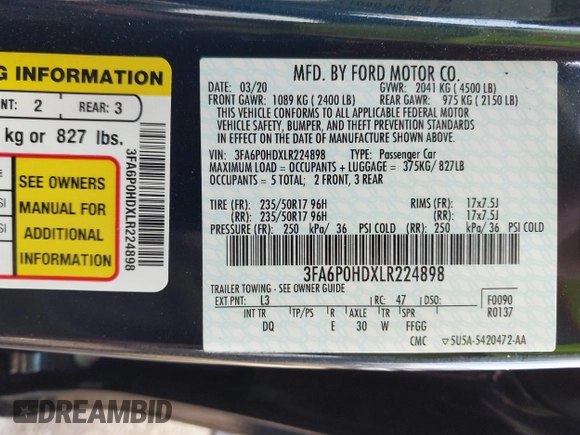 G INFORMATION
NT: 2 REAR: 3
kg or 827 lbs.
SEE OWNERS
MANUAL FOR
ADDITIONAL
INFORMATION
3FA6P0HDXLR224898
MFD. BY FORD MOTOR CO.
DATE: 03/20 GVWR: 2041 KG ( 4500 LB)
FRONT GAWR: 1089 KG ( 2400 LB) REAR GAWR: 975 KG ( 2150 LB)
THIS VEHICLE CONFORMS TO ALL APPLICABLE FEDERAL MOTOR
VEHICLE SAFETY, BUMPER, AND THEFT PREVENTION STANDARDS
IN EFFECT ON THE DATE OF MANUFACTURE SHOWN ABOVE.
VIN: 3FA6P0HDXLR224898 TYPE: Passenger Car
MAXIMUM LOAD = OCCUPANTS + LUGGAGE = 375KG/ 827LB
OCCUPANTS = 5 TOTAL; 2 FRONT, 3 REAR
TIRE (FR): 235/50R17 96H RIMS (FR): 17x7.5J
(RR): 235/50R17 96H (RR): 17x7.5J
PRESSURE (FR): 250 kPa/ 36 PSI COLD (RR): 250 kPa/ 36 PSI COLD
3FA6P0HDXLR224898
TRAILER TOWING - SEE OWNER GUIDE
EXT PNT: L3 RC: 47 DSO: F0090
INT TR TP/PS R AXLE TR SPR R0137
DQ E 30 W FFGG
CMC ▽5USA-5420472-AA
DREAMBID